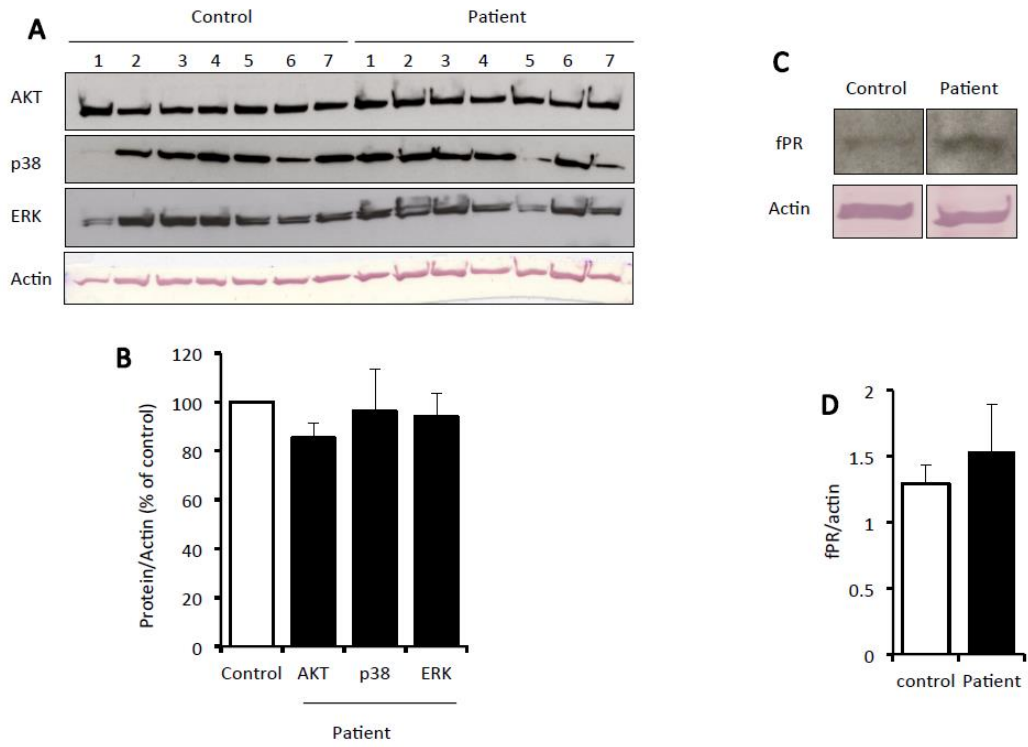 A
Control Patient
1 2 3 4 5 6 7 1 2 3 4 5 6 7
AKT
p38
ERK
Actin
B
Protein/Actin (% of control)
120
100
80
60
40
20
0
Control AKT p38 ERK
Patient
C
Control Patient
fPR
Actin
D
fPR/actin
2
1.5
1
0.5
0
control Patient